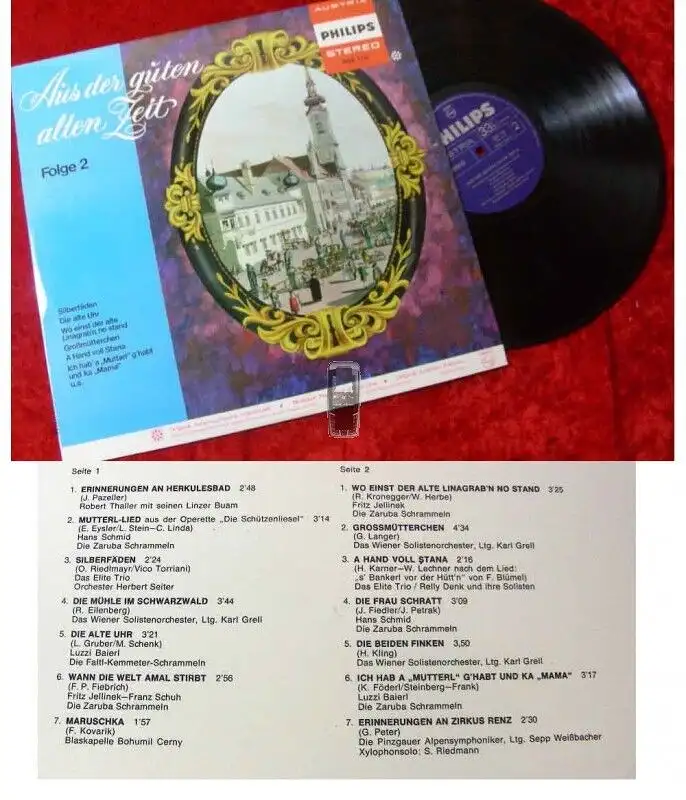 AUSTRIA
PHILIPS
STEREO
Aus der guten
alten Zeit
Folge 2
Silberfäden
Die alte Uhr
Wo einst der alte
Linagrab'n no stand
Großmütterchen
A Hand voll Stana
Ich hab' a „Mutterl" g'habt
und ka „Mama"
u.a.
PHILIPS
33
2
Seite 1
1. ERINNERUNGEN AN HERKULESBAD 2'48
(J. Pazeller)
Robert Thaller mit seinen Linzer Buam
2. MUTTERL-LIED aus der Operette „Die Schützenliesel" 3'14
(E. Eysler/L. Stein—C. Linda)
Hans Schmid
Die Zaruba Schrammeln
3. SILBERFÄDEN 2'24
(O. Riedlmayr/Vico Torriani)
Das Elite Trio
Orchester Herbert Seiter
4. DIE MÜHLE IM SCHWARZWALD 3'44
(R. Eilenberg)
Das Wiener Solistenorchester, Ltg. Karl Grell
5. DIE ALTE UHR 3'21
(L. Gruber/M. Schenk)
Luzzi Baierl
Die Faltl-Kemmeter-Schrammeln
6. WANN DIE WELT AMAL STIRBT 2'56
(F. P. Fiebrich)
Fritz Jellinek—Franz Schuh
Die Zaruba Schrammeln
7. MARUSCHKA 1'57
(F. Kovarik)
Blaskapelle Bohumil Cerny
Seite 2
1. WO EINST DER ALTE LINAGRAB'N NO STAND 3'25
(R. Kronegger/W. Herbe)
Fritz Jellinek
Die Zaruba Schrammeln
2. GROSSMÜTTERCHEN 4'34
(G. Langer)
Das Wiener Solistenorchester, Ltg. Karl Grell
3. A HAND VOLL STANA 2'16
(H. Karner—W. Lechner nach dem Lied:
„s' Bankerl vor der Hütt'n" von F. Blümel)
Das Elite Trio / Relly Denk und ihre Solisten
4. DIE FRAU SCHRATT 3'09
(J. Fiedler/J. Petrak)
Hans Schmid
Die Zaruba Schrammeln
5. DIE BEIDEN FINKEN 3,50
(H. Kling)
Das Wiener Solistenorchester, Ltg. Karl Grell
6. ICH HAB A „MUTTERL" G'HABT UND KA „MAMA" 3'17
(K. Föderl/Steinberg—Frank)
Luzzi Baierl
Die Zaruba Schrammeln
7. ERINNERUNGEN AN ZIRKUS RENZ 2'30
(G. Peter)
Die Pinzgauer Alpensymphoniker, Ltg. Sepp Weißbacher
Xylophonsolo: S. Riedmann